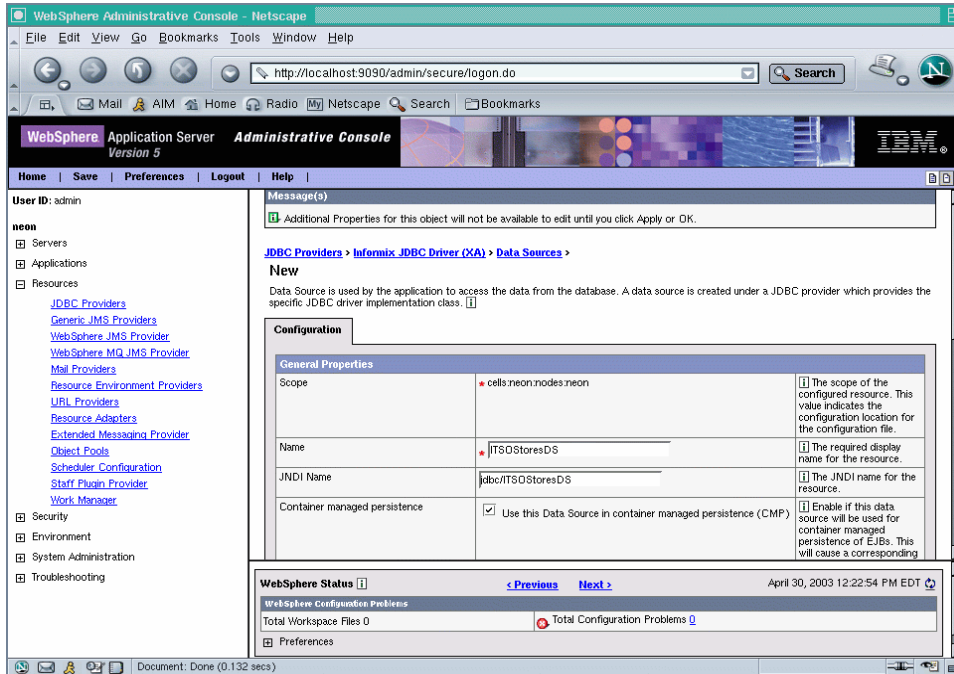 WebSphere Administrative Console - Netscape
File Edit View Go Bookmarks Tools Window Help
http://localhost:9090/admin/secure/logon.do
Search
Mail AIM Home Radio My Netscape Search Bookmarks
WebSphere Application Server Administrative Console
Version 5
IBM
Home | Save | Preferences | Logout | Help |
User ID: admin
neon
Servers
Applications
Resources
JDBC Providers
Generic JMS Providers
WebSphere JMS Provider
WebSphere MQ JMS Provider
Mail Providers
Resource Environment Providers
URL Providers
Resource Adapters
Extended Messaging Provider
Object Pools
Scheduler Configuration
Staff Plugin Provider
Work Manager
Security
Environment
System Administration
Troubleshooting
Message(s)
Additional Properties for this object will not be available to edit until you click Apply or OK.
JDBC Providers > Informix JDBC Driver (XA) > Data Sources >
New
Data Source is used by the application to access the data from the database. A data source is created under a JDBC provider which provides the
specific JDBC driver implementation class. i
Configuration
General Properties
Scope
* cells:neon:nodes:neon
i The scope of the
configured resource. This
value indicates the
configuration location for
the configuration file.
Name
* ITSOStoresDS
i The required display
name for the resource.
JNDI Name
jdbc/ITSOStoresDS
i The JNDI name for the
resource.
Container managed persistence
Use this Data Source in container managed persistence (CMP)
i Enable if this data
source will be used for
container managed
persistence of EJBs. This
will cause a corresponding
WebSphere Status i
< Previous Next >
April 30, 2003 12:22:54 PM EDT
WebSphere Configuration Problems
Total Workspace Files 0
Total Configuration Problems 0
Preferences
Document: Done (0.132 secs)